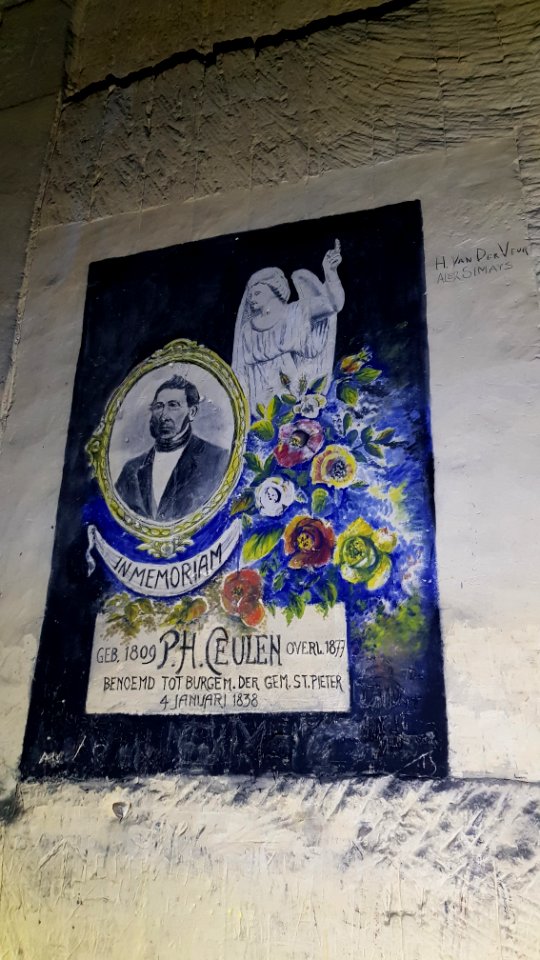 H. VAN DER VEUR
ALEX SIMAYS
IN MEMORIAM
GEB. 1809 P.H. CEULEN OVERL. 1877
BENOEMD TOT BURGEM. DER GEM. ST. PIETER
4 JANUARI 1838